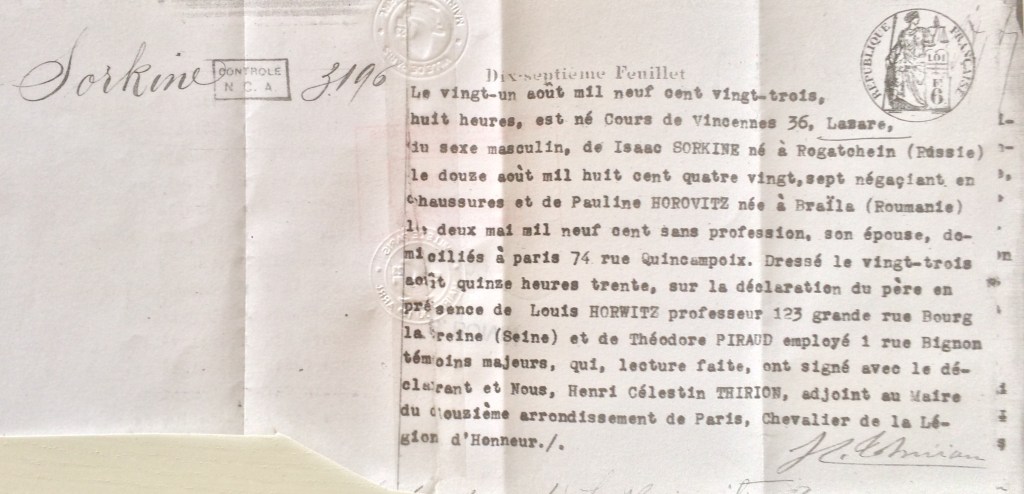 Sorkine
CONTROLE
N. C. A
3196
Dix-septième Feuillet
RÉPUBLIQUE FRANÇAISE
LOI
6
Le vingt-un août mil neuf cent vingt-trois,
huit heures, est né Cours de Vincennes 36, Lazare,
du sexe masculin, de Isaac SORKINE né à Rogatchein (Russie)
le douze août mil huit cent quatre vingt,sept négaçiant en
chaussures et de Pauline HOROVITZ née à Braïla (Roumanie)
le deux mai mil neuf cent sans profession, son épouse, do-
miciliés à paris 74 rue Quincampoix. Dressé le vingt-trois
août quinze heures trente, sur la déclaration du père en
présence de Louis HORWITZ professeur 123 grande rue Bourg
la reine (Seine) et de Théodore PIRAUD employé 1 rue Bignon
témoins majeurs, qui, lecture faite, ont signé avec le dé-
clarant et Nous, Henri Célestin THIRION, adjoint au Maire
du douzième arrondissement de Paris, Chevalier de la Lé-
gion d'Honneur./.